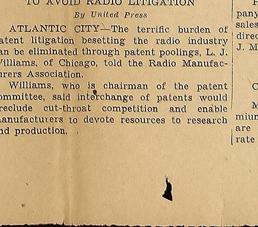 TO AVOID RADIO LITIGATION
By United Press
ATLANTIC CITY—The terrific burden of
atent litigation besetting the radio industry
an be eliminated through patent poolings, L. J.
Williams, of Chicago, told the Radio Manufac-
urers Association.
Williams, who is chairman of the patent
ommittee, said interchange of patents would
reclude cut-throat competition and enable
anufacturers to devote resources to research
nd production.
pany
sales
direc
J. M
C
M
mium
are
rate